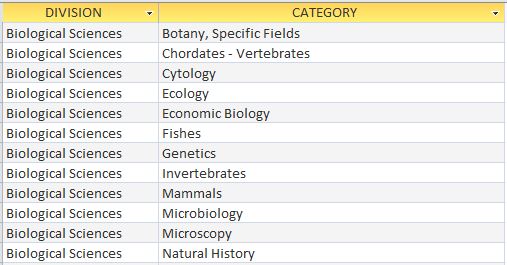 DIVISION CATEGORY
Biological Sciences Botany, Specific Fields
Biological Sciences Chordates - Vertebrates
Biological Sciences Cytology
Biological Sciences Ecology
Biological Sciences Economic Biology
Biological Sciences Fishes
Biological Sciences Genetics
Biological Sciences Invertebrates
Biological Sciences Mammals
Biological Sciences Microbiology
Biological Sciences Microscopy
Biological Sciences Natural History